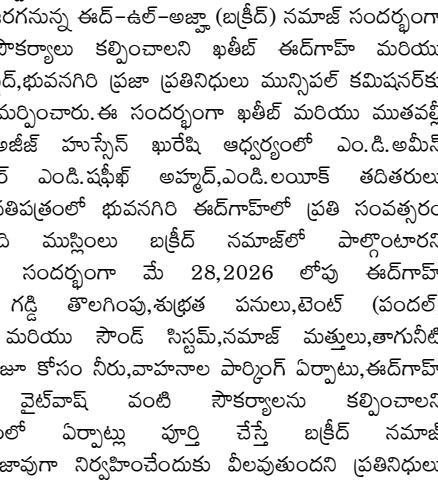 రగనున్న ఈద్-ఉల్-అజ్హా (బక్రీద్) నమాజ్ సందర్భంగా
సౌకర్యాలు కల్పించాలని ఖతీబ్ ఈద్‌గాహ్ మరియు
ద్,భువనగిరి ప్రజా ప్రతినిధులు మున్సిపల్ కమిషనర్‌కు
మర్పించారు.ఈ సందర్భంగా ఖతీబ్ మరియు ముతవల్లీ
అజీజ్ హుస్సేన్ ఖురేషి ఆధ్వర్యంలో ఎం.డి.అమీన్
ఎండి.షఫీఖ్ అహ్మద్,ఎండి.లయీక్ తదితరులు
తిపత్రంలో భువనగిరి ఈద్‌గాహ్‌లో ప్రతి సంవత్సరం
ది ముస్లింలు బక్రీద్ నమాజ్‌లో పాల్గొంటారని
సందర్భంగా మే 28,2026 లోపు ఈద్‌గాహ్
గడ్డి తొలగింపు,శుభ్రత పనులు,టెంట్ (పందల్
మరియు సౌండ్ సిస్టమ్,నమాజ్ మత్తులు,తాగునీటి
జూ కోసం నీరు,వాహనాల పార్కింగ్ ఏర్పాటు,ఈద్‌గాహ్
వైట్‌వాష్ వంటి సౌకర్యాలను కల్పించాలని
లో ఏర్పాట్లు పూర్తి చేస్తే బక్రీద్ నమాజ్
జావుగా నిర్వహించేందుకు వీలవుతుందని ప్రతినిధులు